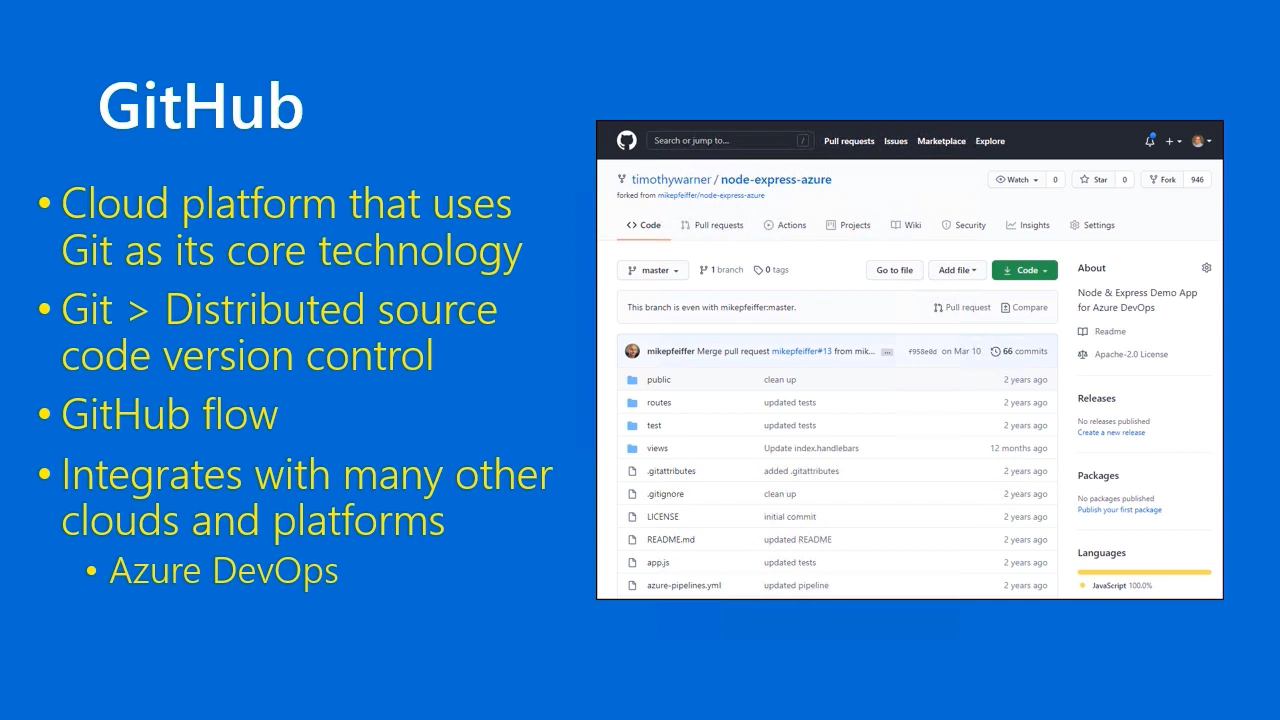 GitHub
• Cloud platform that uses
Git as its core technology
• Git > Distributed source
code version control
• GitHub flow
• Integrates with many other
clouds and platforms
• Azure DevOps
Search or jump to... / Pull requests Issues Marketplace Explore
timothywarner / node-express-azure
Watch 0 Star 0 Fork 946
forked from mikepfeiffer/node-express-azure
Code Pull requests Actions Projects Wiki Security Insights Settings
master 1 branch 0 tags Go to file Add file Code
This branch is even with mikepfeiffer:master. Pull request Compare
mikepfeiffer Merge pull request mikepfeiffer#13 from mik... ... f958e0d on Mar 10 66 commits
public clean up 2 years ago
routes updated tests 2 years ago
test updated tests 2 years ago
views Update index.handlebars 12 months ago
.gitattributes added .gitattributes 2 years ago
.gitignore clean up 2 years ago
LICENSE initial commit 2 years ago
README.md updated README 2 years ago
app.js updated tests 2 years ago
azure-pipelines.yml updated pipeline 2 years ago
About
Node & Express Demo App
for Azure DevOps
Readme
Apache-2.0 License
Releases
No releases published
Create a new release
Packages
No packages published
Publish your first package
Languages
JavaScript 100.0%